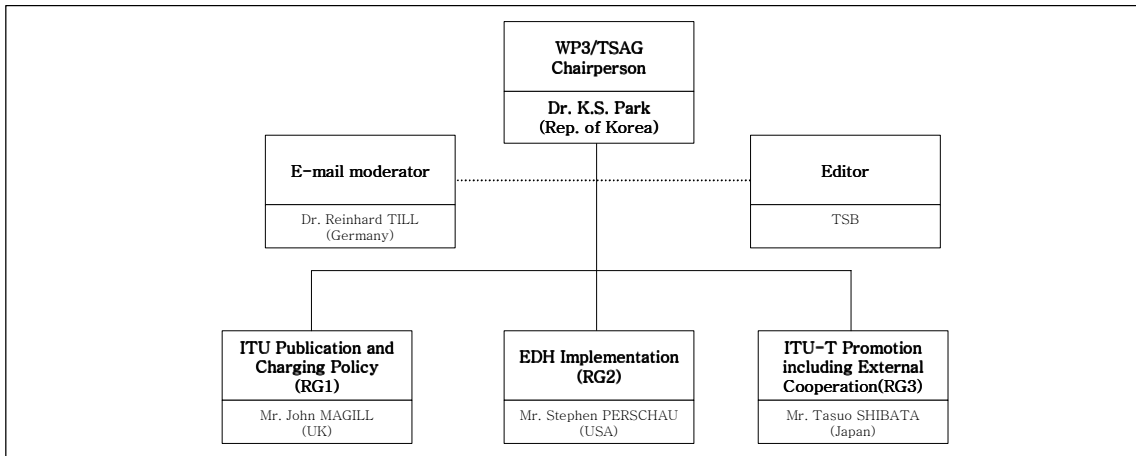 WP3/TSAG
Chairperson
Dr. K.S. Park
(Rep. of Korea)
E-mail moderator
Dr. Reinhard TILL
(Germany)
Editor
TSB
ITU Publication and
Charging Policy
(RG1)
Mr. John MAGILL
(UK)
EDH Implementation
(RG2)
Mr. Stephen PERSCHAU
(USA)
ITU-T Promotion
including External
Cooperation(RG3)
Mr. Tasuo SHIBATA
(Japan)